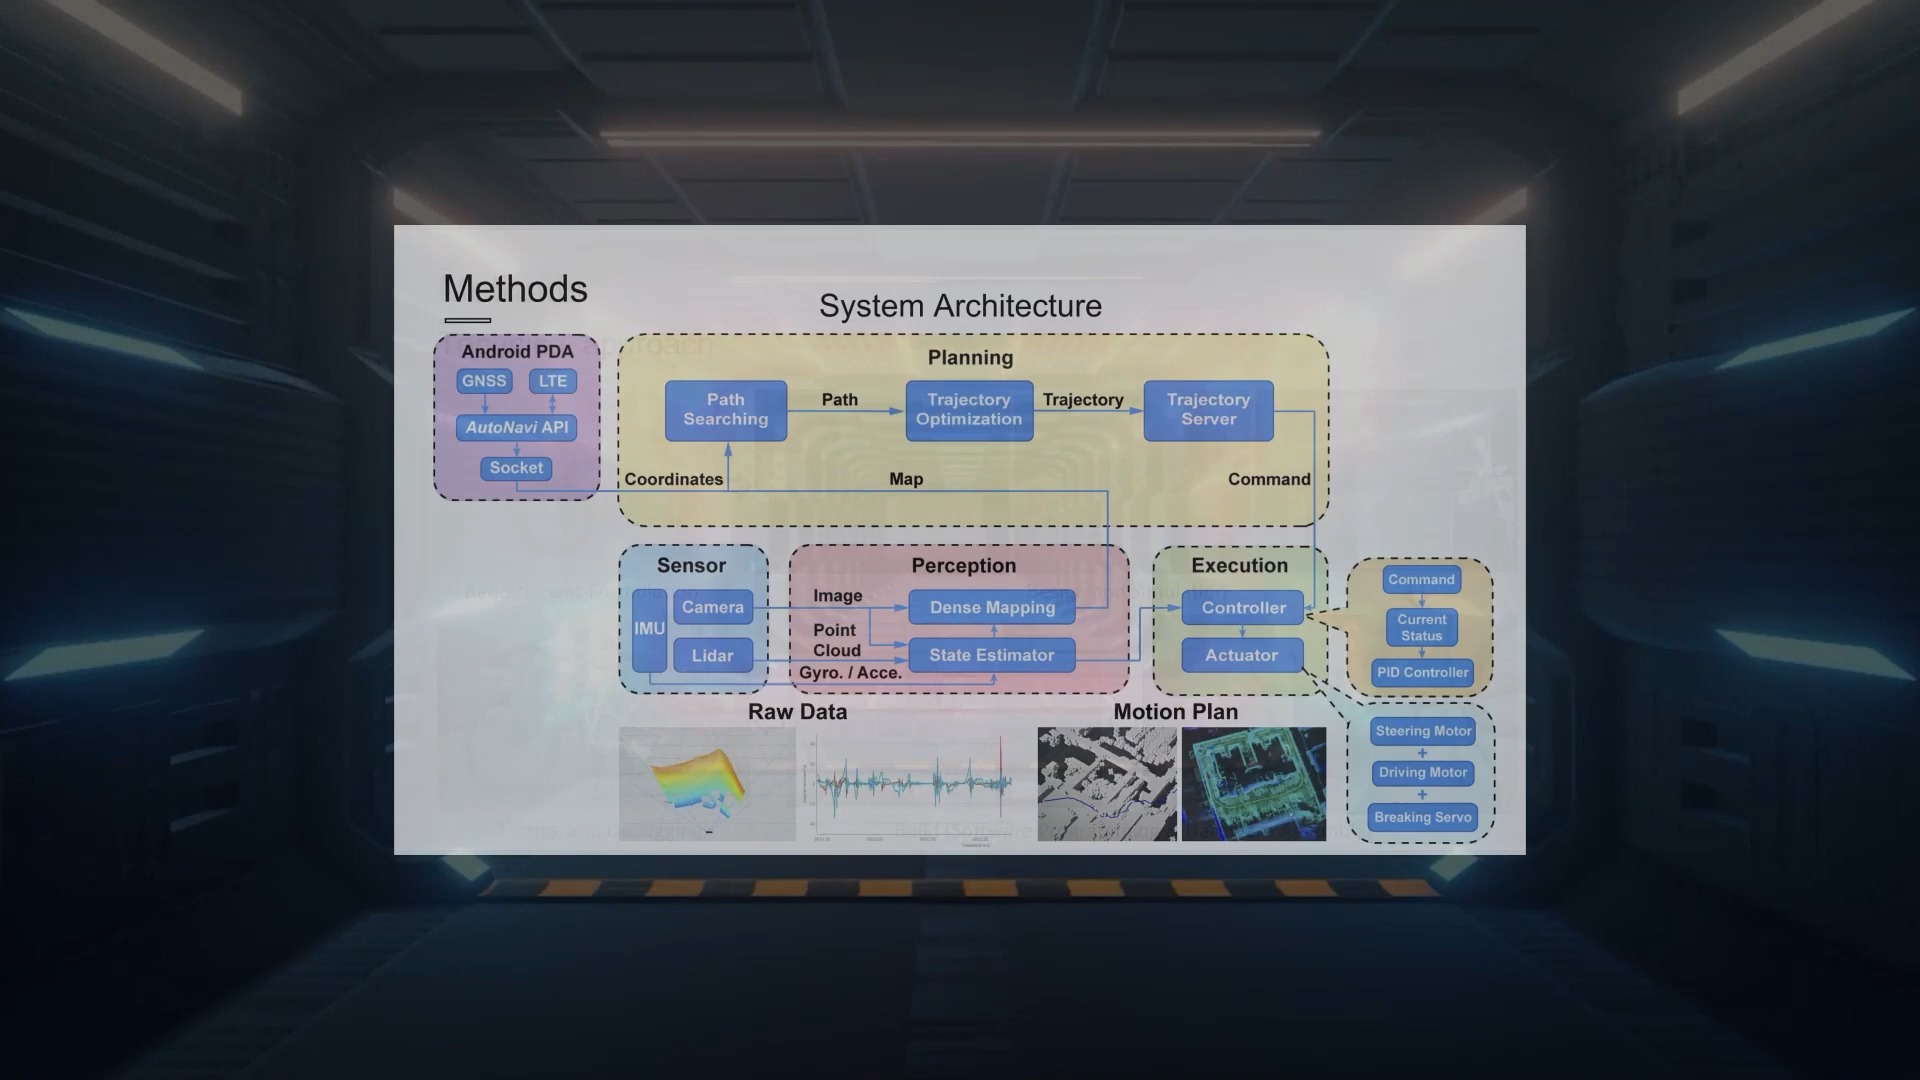 Methods
System Architecture
Android PDA
GNSS
LTE
AutoNavi API
Socket
Planning
Path
Searching
Path
Trajectory
Optimization
Trajectory
Trajectory
Server
Coordinates
Map
Command
Sensor
IMU
Camera
Lidar
Perception
Image
Point
Cloud
Gyro. / Acce.
Dense Mapping
State Estimator
Execution
Controller
Actuator
Command
Current
Status
PID Controller
Raw Data
Motion Plan
Steering Motor
+
Driving Motor
+
Breaking Servo